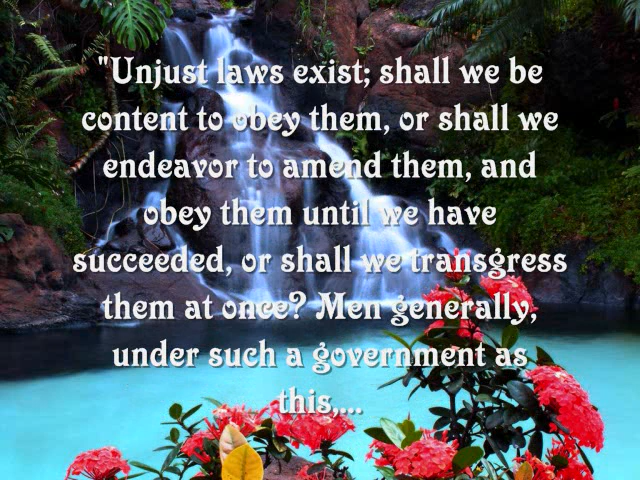 "Unjust laws exist; shall we be
content to obey them, or shall we
endeavor to amend them, and
obey them until we have
succeeded, or shall we transgress
them at once? Men generally,
under such a government as
this,...